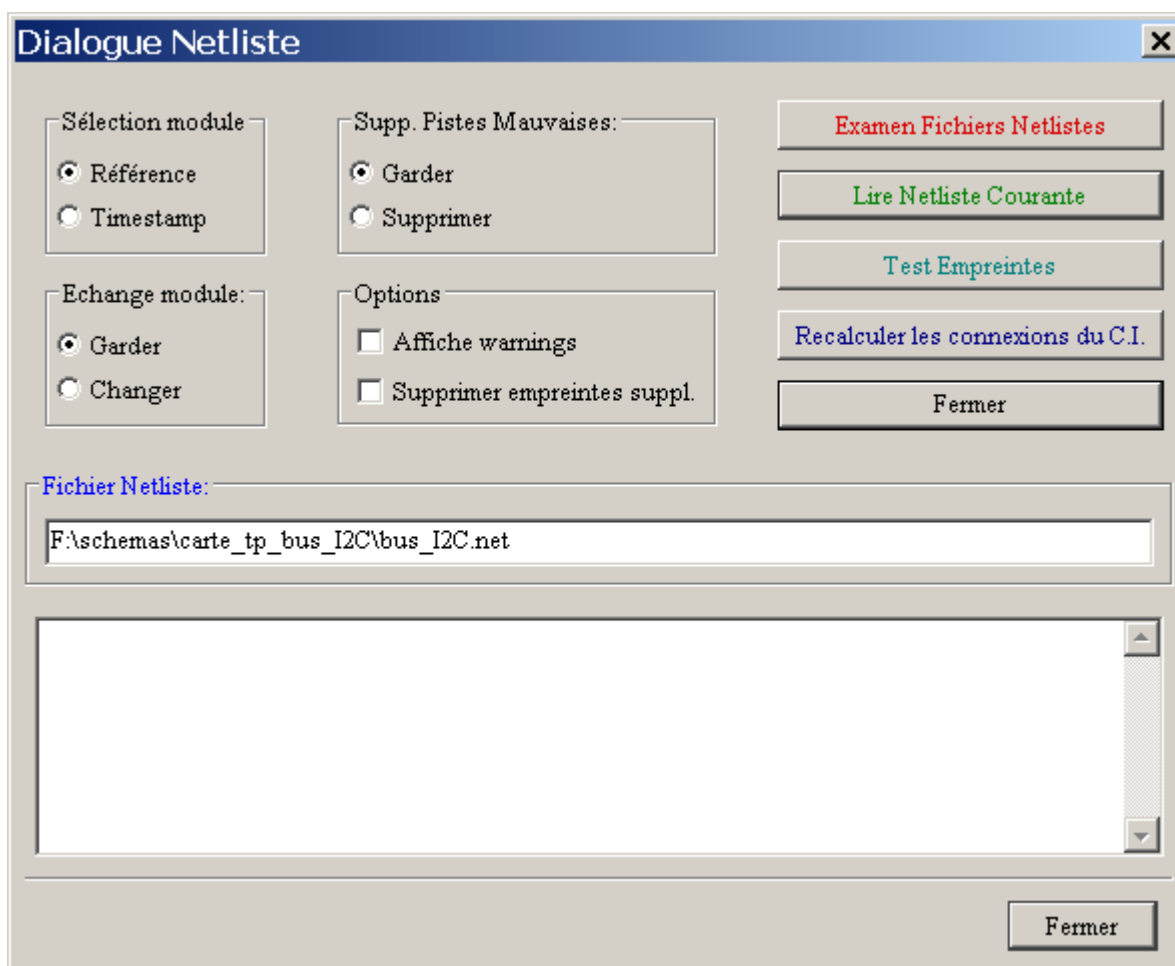 Dialogue Netliste
Sélection module
Référence
Timestamp
Supp. Pistes Mauvaises:
Garder
Supprimer
Examen Fichiers Netlistes
Lire Netliste Courante
Test Empreintes
Recalculer les connexions du C.I.
Fermer
Echange module:
Garder
Changer
Options
Affiche warnings
Supprimer empreintes suppl.
Fichier Netliste:
F:\schemas\carte_tp_bus_I2C\bus_I2C.net
Fermer